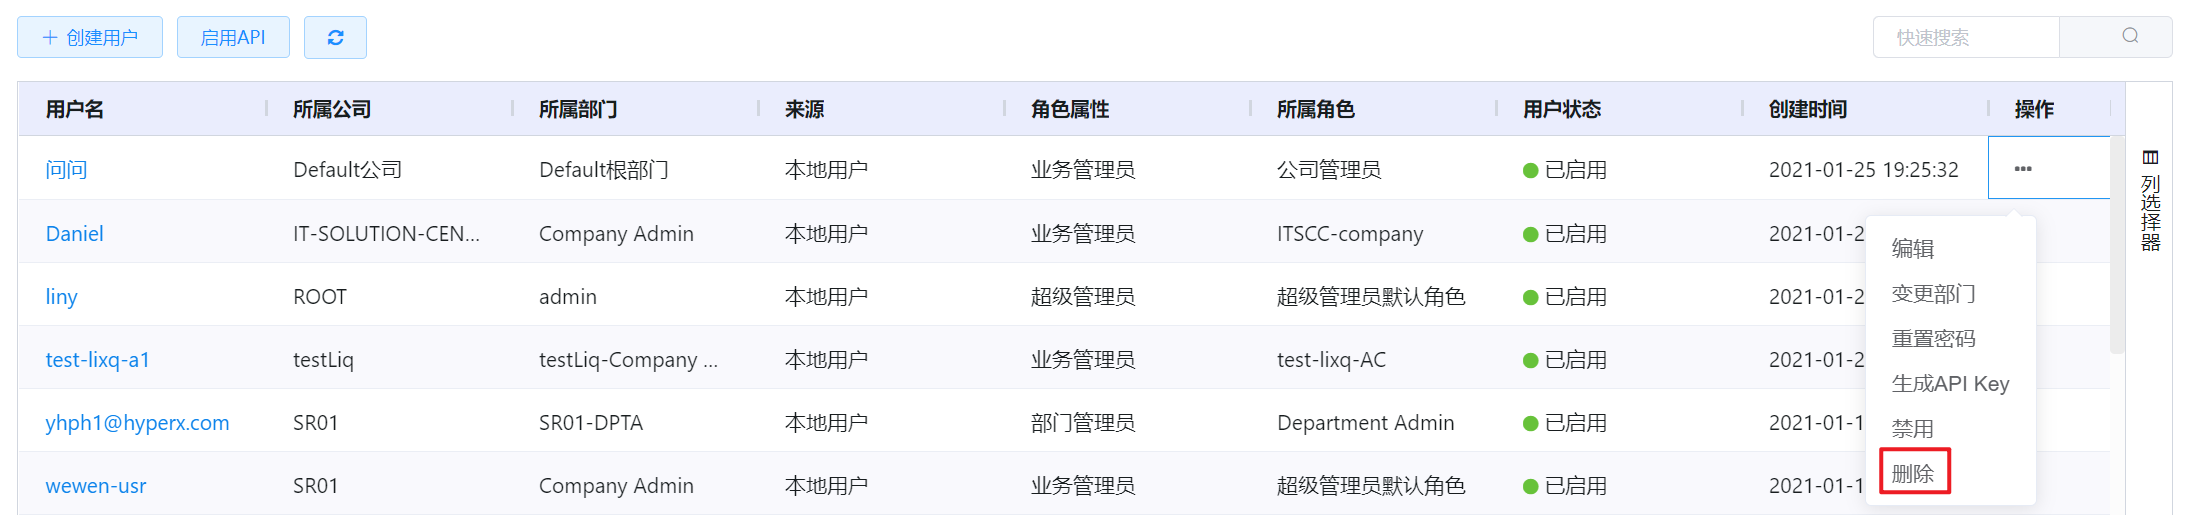 创建用户 启用API 快速搜索
用户名 所属公司 所属部门 来源 角色属性 所属角色 用户状态 创建时间 操作
问问 Default公司 Default根部门 本地用户 业务管理员 公司管理员 已启用 2021-01-25 19:25:32 •••
Daniel IT-SOLUTION-CEN... Company Admin 本地用户 业务管理员 ITSCC-company 已启用 2021-01-2
liny ROOT admin 本地用户 超级管理员 超级管理员默认角色 已启用 2021-01-2
test-lixq-a1 testLiq testLiq-Company ... 本地用户 业务管理员 test-lixq-AC 已启用 2021-01-2
yhph1@hyperx.com SR01 SR01-DPTA 本地用户 部门管理员 Department Admin 已启用 2021-01-1
wewen-usr SR01 Company Admin 本地用户 业务管理员 超级管理员默认角色 已启用 2021-01-1
编辑
变更部门
重置密码
生成API Key
禁用
删除
列选择器